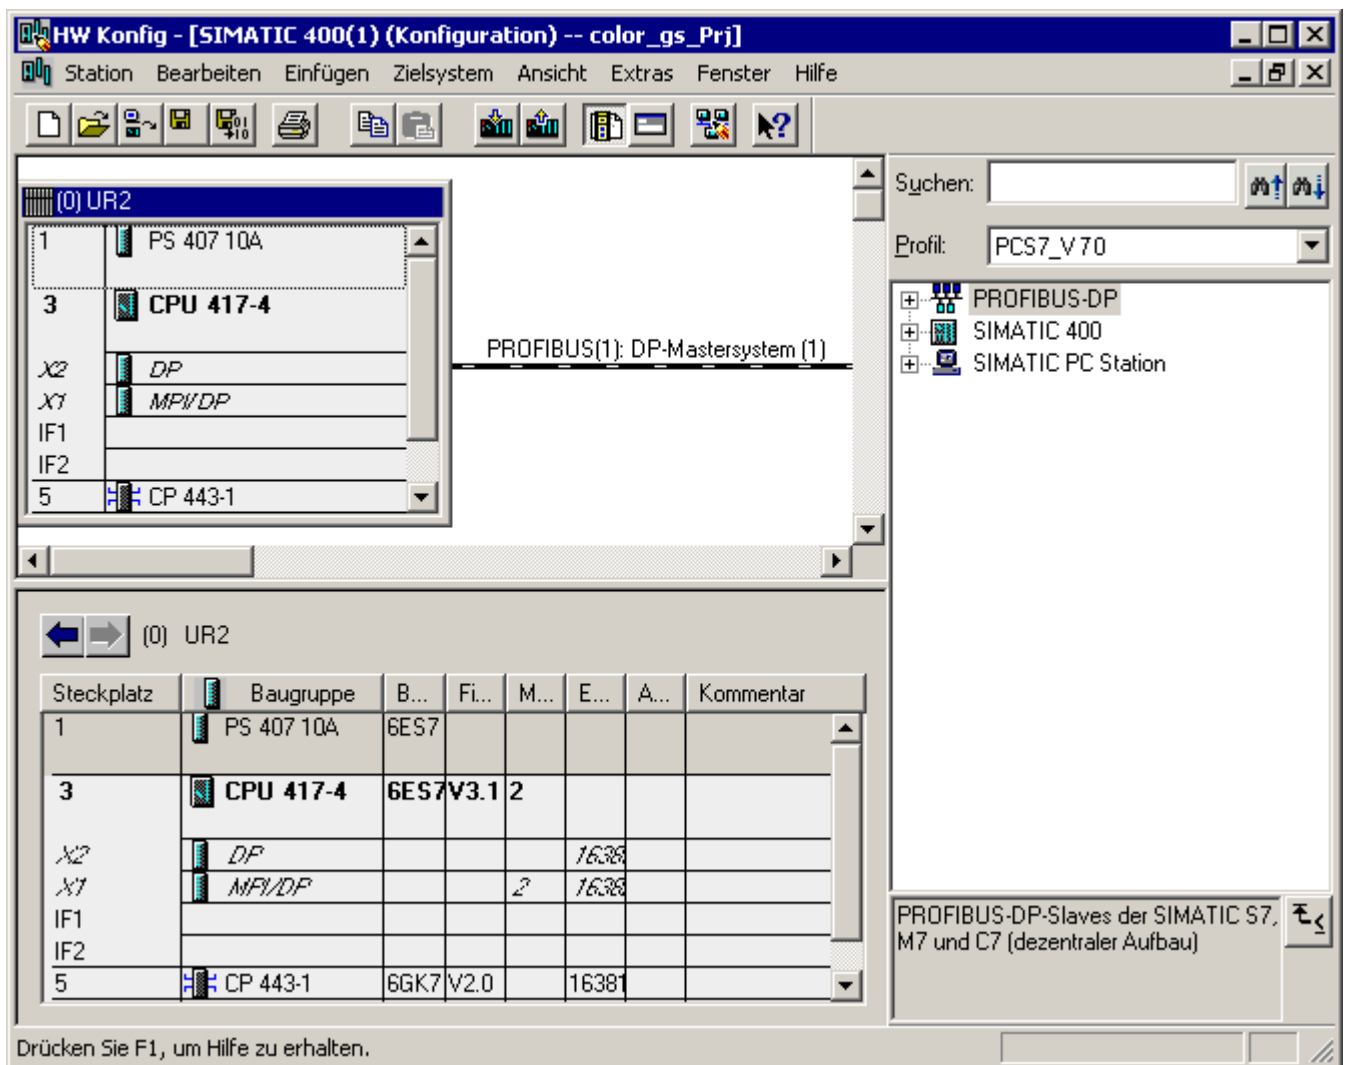 HW Konfig - [SIMATIC 400(1) (Konfiguration) -- color_gs_Prj]
Station Bearbeiten Einfügen Zielsystem Ansicht Extras Fenster Hilfe
(0) UR2
1 PS 407 10A
3 CPU 417-4
X2 DP
X1 MPI/DP
IF1
IF2
5 CP 443-1
PROFIBUS(1): DP-Mastersystem (1)
Suchen:
Profil: PCS7_V70
PROFIBUS-DP
SIMATIC 400
SIMATIC PC Station
(0) UR2
Steckplatz Baugruppe B... Fi... M... E... A... Kommentar
1 PS 407 10A 6ES7
3 CPU 417-4 6ES7 V3.1 2
X2 DP 1638
X1 MPI/DP 2 1638
IF1
IF2
5 CP 443-1 6GK7 V2.0 16381
PROFIBUS-DP-Slaves der SIMATIC S7,
M7 und C7 (dezentraler Aufbau)
Drücken Sie F1, um Hilfe zu erhalten.